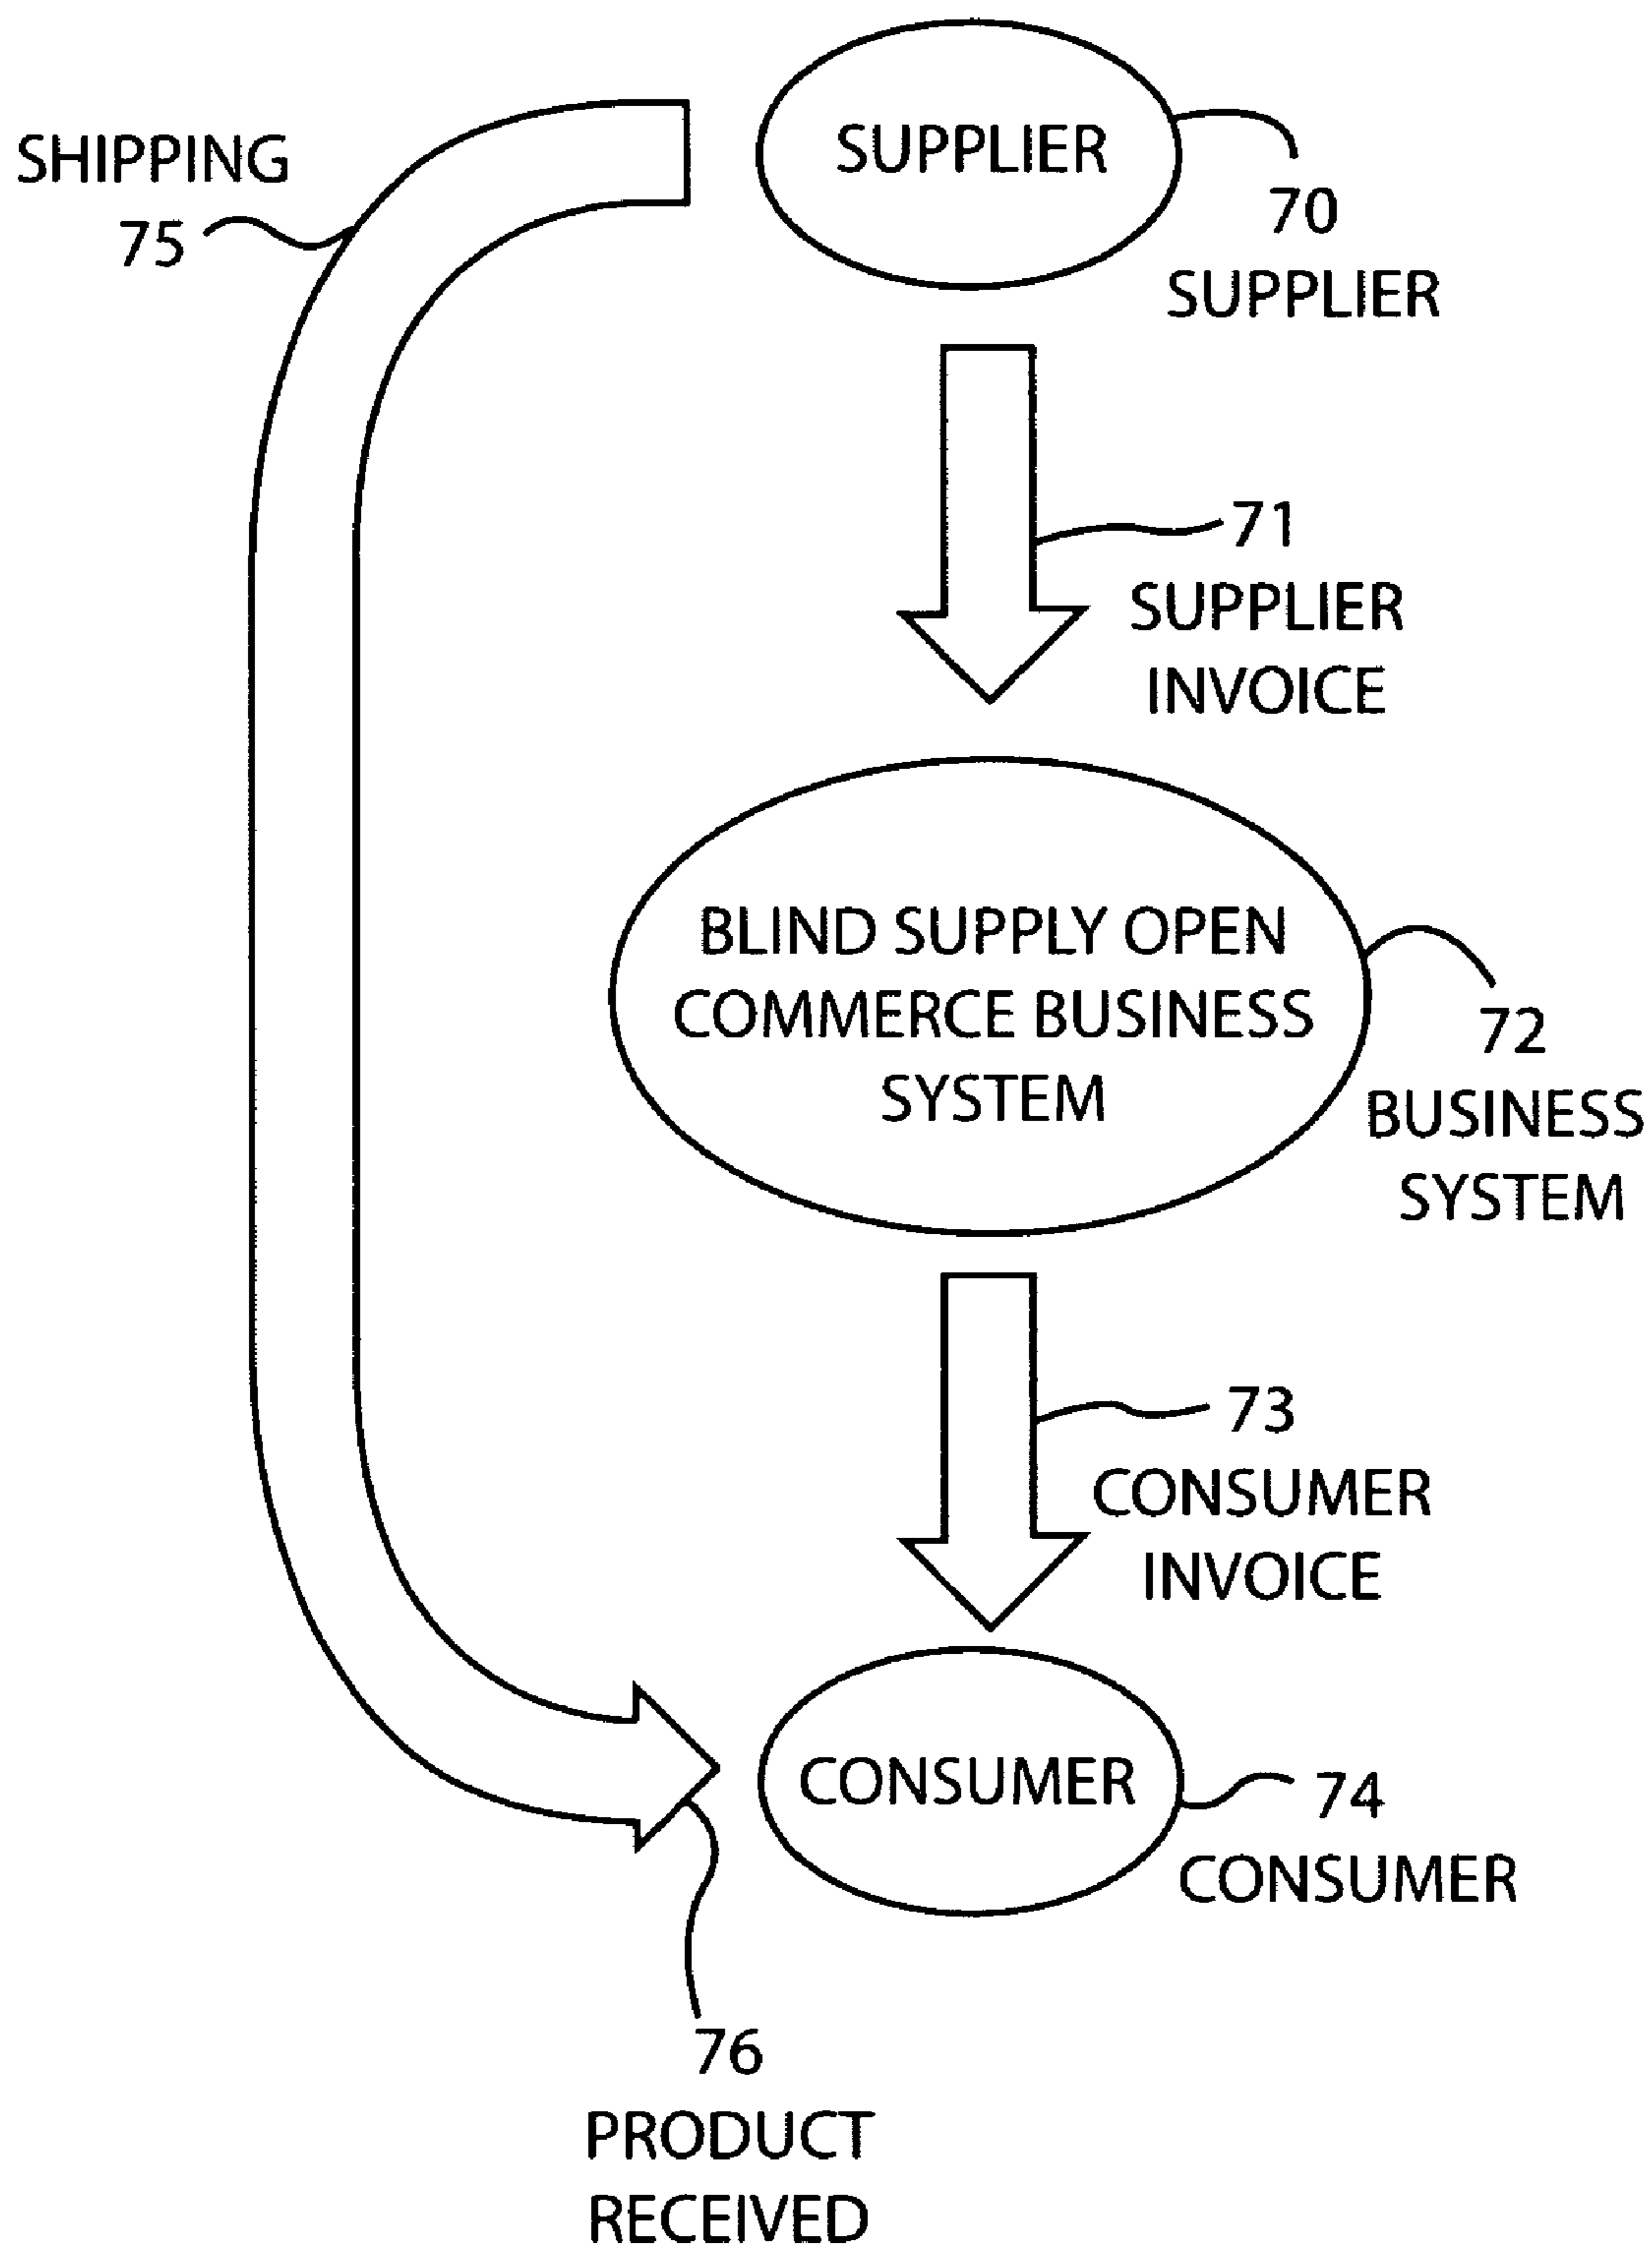 SUPPLIER
SHIPPING
75
70
SUPPLIER
71
SUPPLIER
INVOICE
BLIND SUPPLY OPEN
COMMERCE BUSINESS
SYSTEM
72
BUSINESS
SYSTEM
73
CONSUMER
INVOICE
CONSUMER
74
CONSUMER
76
PRODUCT
RECEIVED